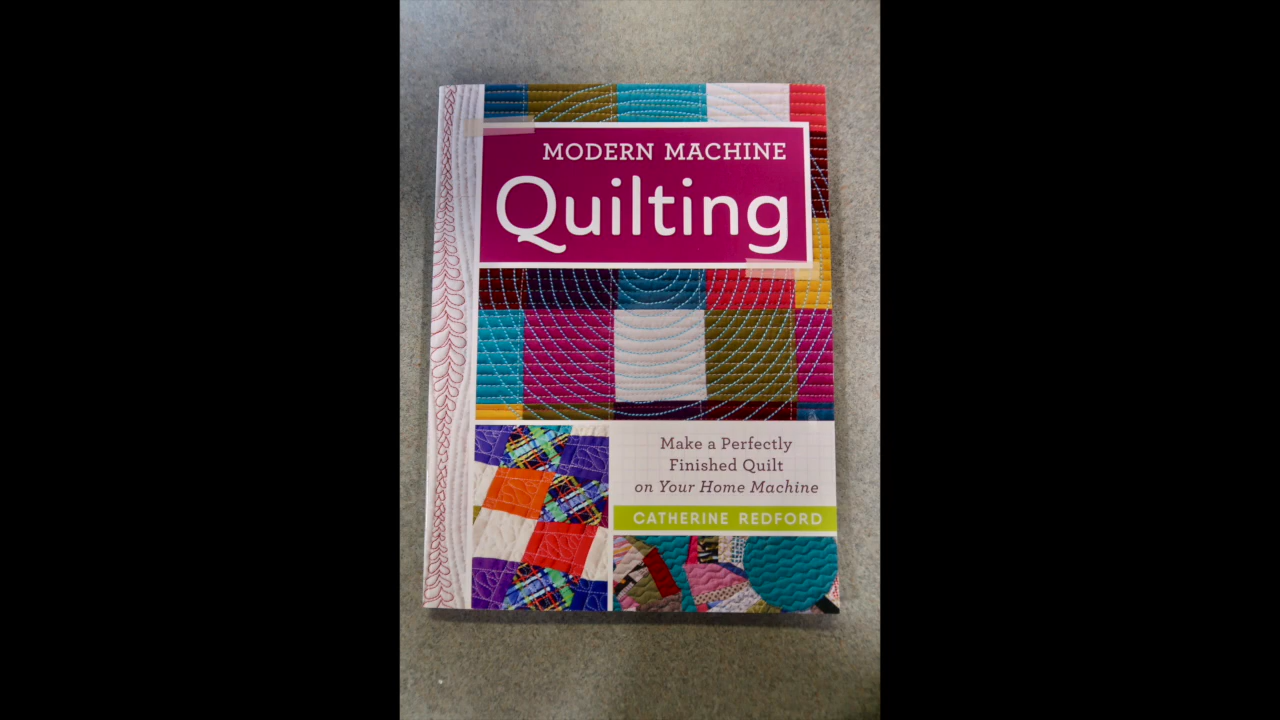 MODERN MACHINE
Quilting
Make a Perfectly
Finished Quilt
on Your Home Machine
CATHERINE REDFORD